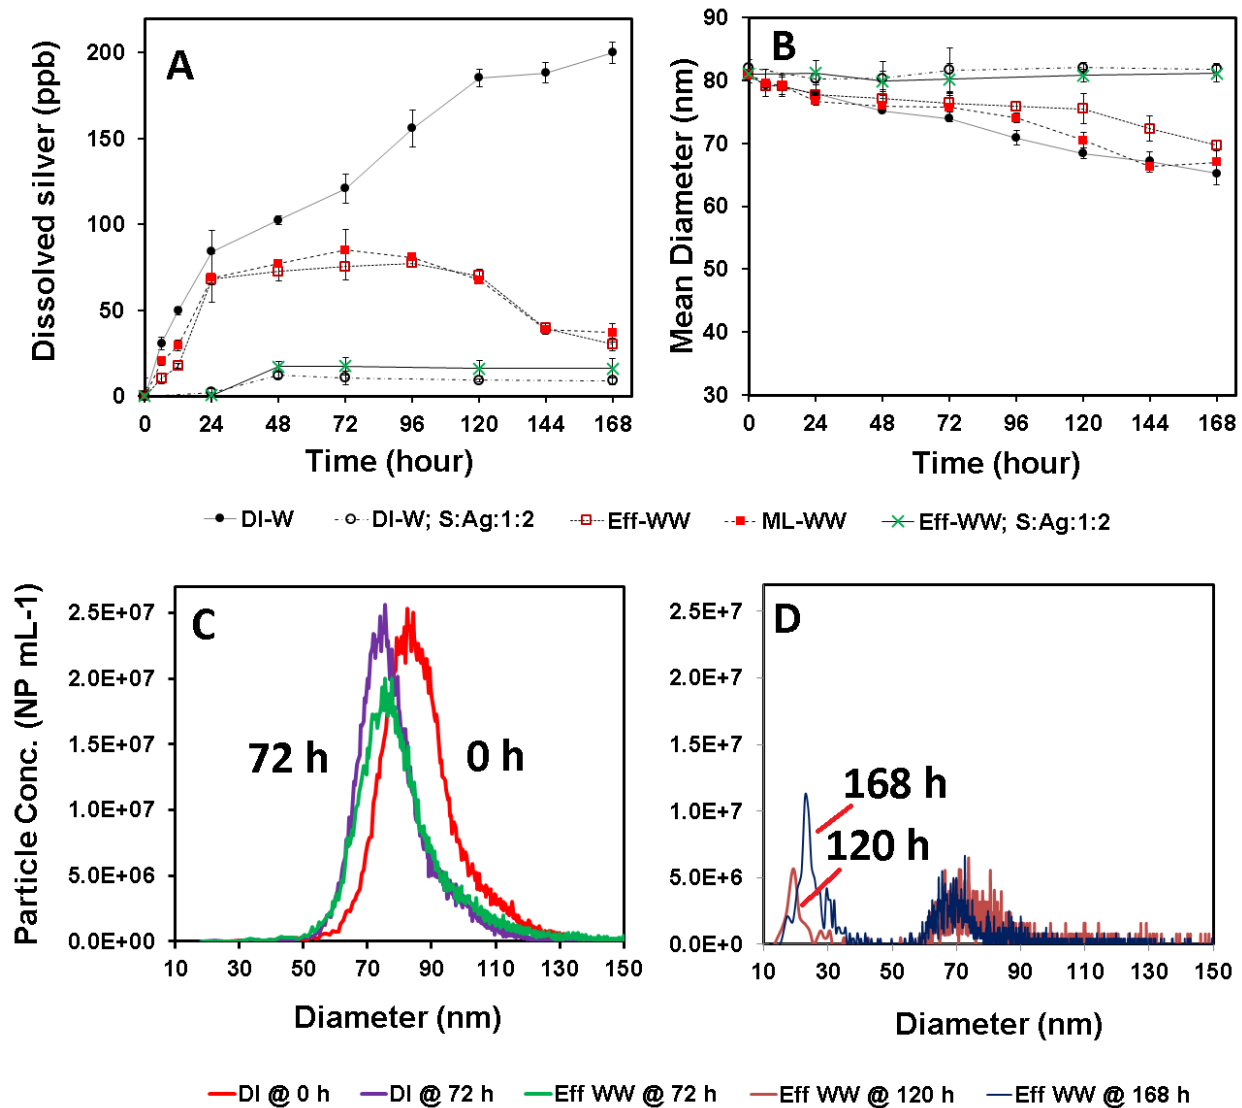 A
Dissolved silver (ppb)
200
150
100
50
0
0 24 48 72 96 120 144 168
Time (hour)
B
Mean Diameter (nm)
90
80
70
60
50
40
30
0 24 48 72 96 120 144 168
Time (hour)
DI-W DI-W; S:Ag:1:2 Eff-WW ML-WW Eff-WW; S:Ag:1:2
C
Particle Conc. (NP mL-1)
2.5E+07
2.0E+07
1.5E+07
1.0E+07
5.0E+06
0.0E+00
72 h
0 h
10 30 50 70 90 110 130 150
Diameter (nm)
D
2.5E+7
2.0E+7
1.5E+7
1.0E+7
5.0E+6
0.0E+0
168 h
120 h
10 30 50 70 90 110 130 150
Diameter (nm)
DI @ 0 h DI @ 72 h Eff WW @ 72 h Eff WW @ 120 h Eff WW @ 168 h